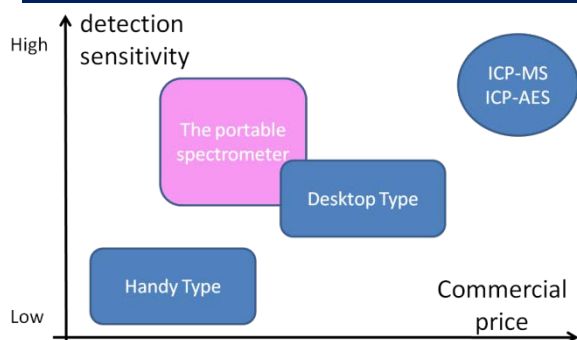 detection
sensitivity
High
ICP-MS
ICP-AES
The portable
spectrometer
Desktop Type
Handy Type
Low
Commercial
price